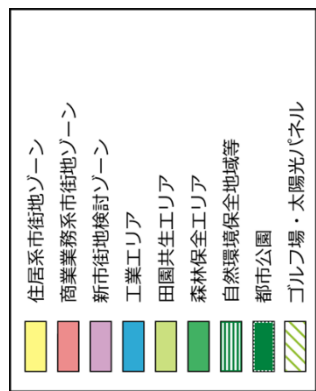 住居系市街地ゾーン
商業業務系市街地ゾーン
新市街地検討ゾーン
工業エリア
田園共生エリア
森林保全エリア
自然環境保全地域等
都市公園
ゴルフ場・太陽光パネル